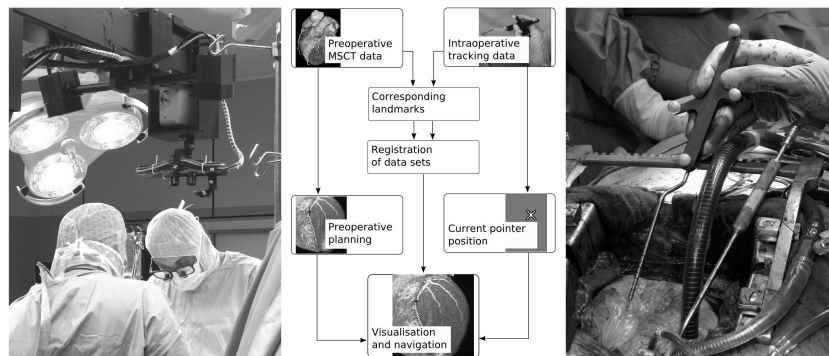 Preoperative
MSCT data
Intraoperative
tracking data
Corresponding
landmarks
Registration
of data sets
Preoperative
planning
Current pointer
position
Visualisation
and navigation